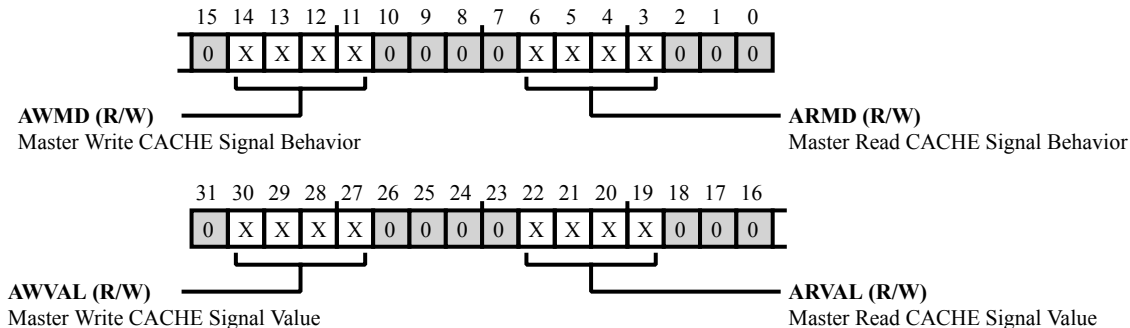 15 14 13 12 11 10 9 8 7 6 5 4 3 2 1 0
0 X X X X 0 0 0 0 X X X X 0 0 0
AWMD (R/W) ARMD (R/W)
Master Write CACHE Signal Behavior Master Read CACHE Signal Behavior
31 30 29 28 27 26 25 24 23 22 21 20 19 18 17 16
0 X X X X 0 0 0 0 X X X X 0 0 0
AWVAL (R/W) ARVAL (R/W)
Master Write CACHE Signal Value Master Read CACHE Signal Value